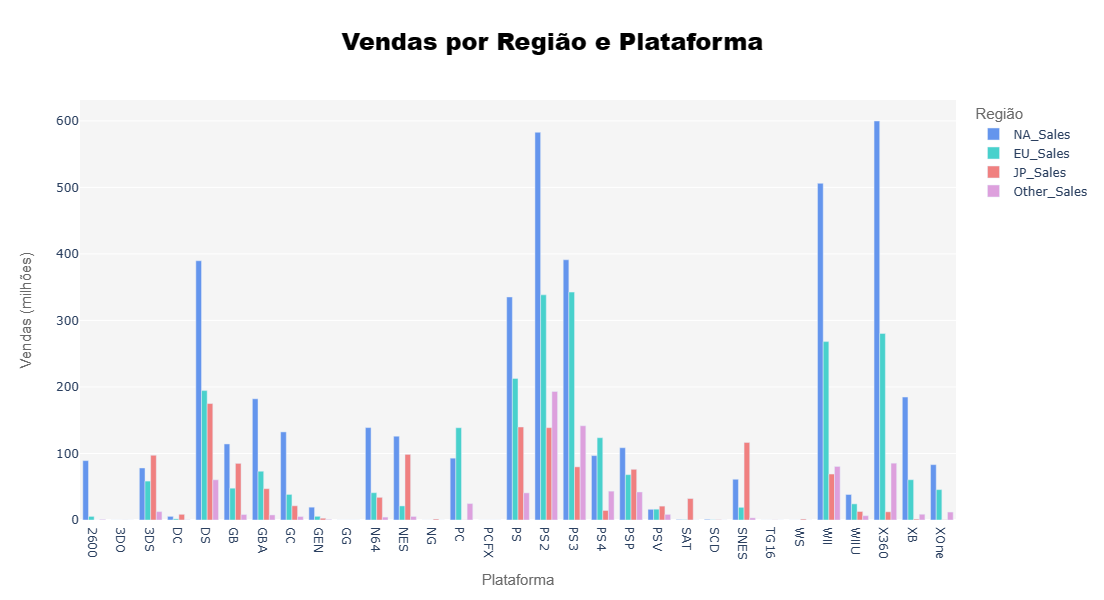 Vendas por Região e Plataforma
Região
NA_Sales
EU_Sales
JP_Sales
Other_Sales
Vendas (milhões)
600
500
400
300
200
100
0
2600
3DO
3DS
DC
DS
GB
GBA
GC
GEN
GG
N64
NES
NG
PC
PCFX
PS
PS2
PS3
PS4
PSP
PSV
SAT
SCD
SNES
TG16
WS
WII
WIIU
X360
XB
XOne
Plataforma